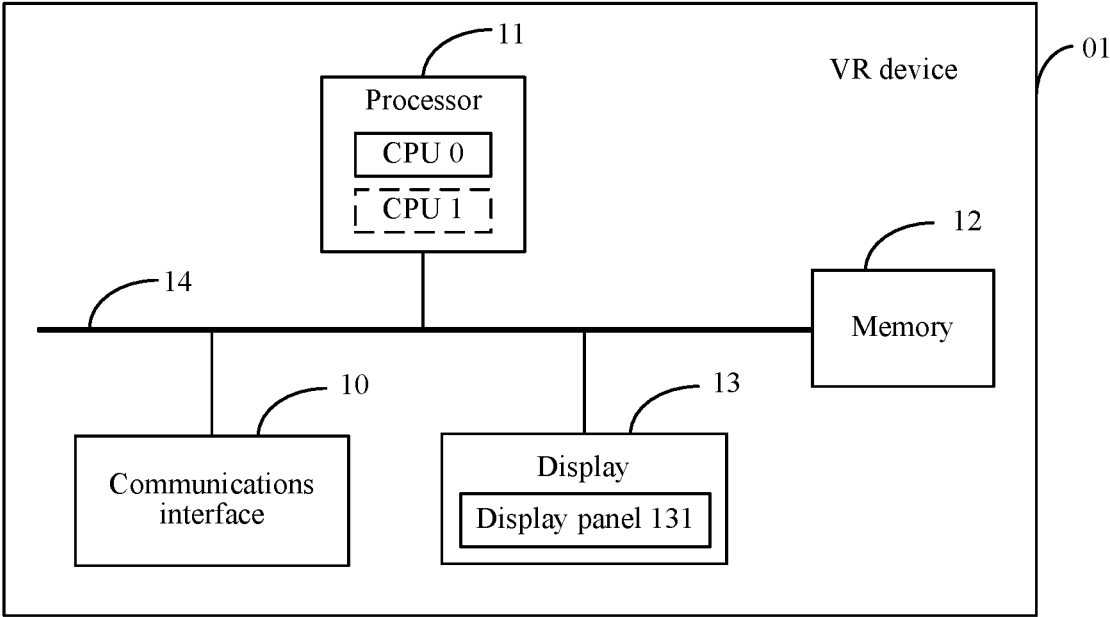 11
01
VR device
Processor
CPU 0
CPU 1
12
14
Memory
10
13
Communications
interface
Display
Display panel 131